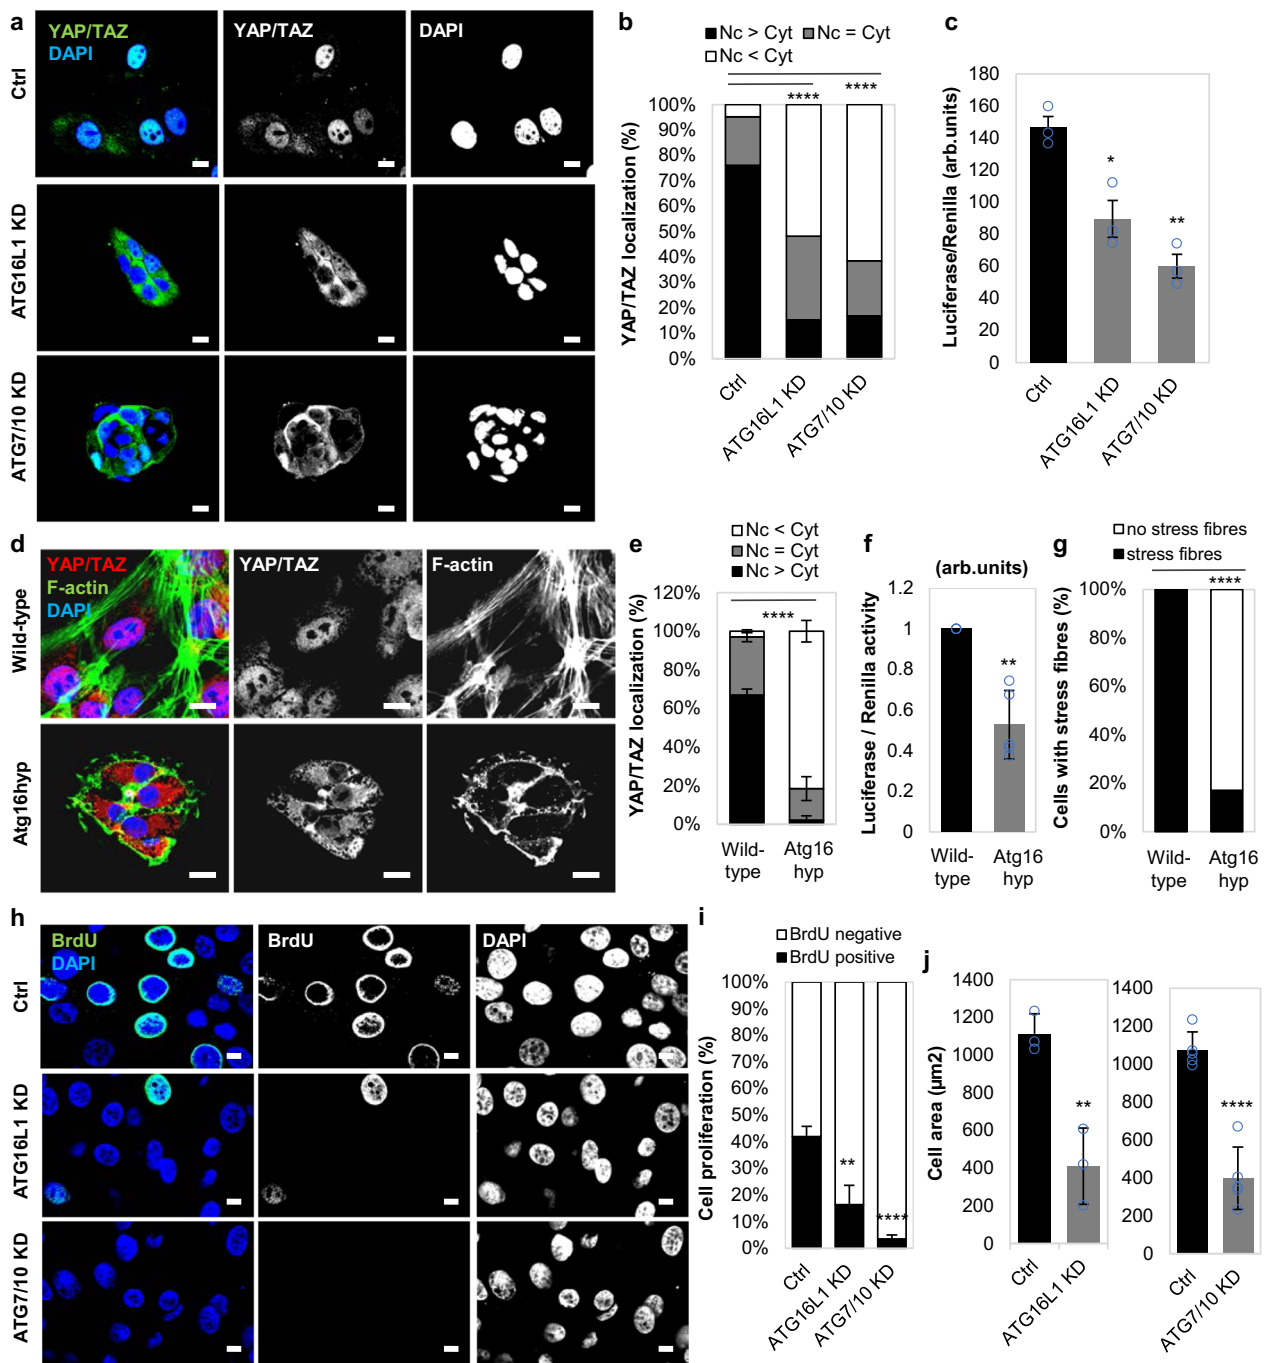 a
YAP/TAZ
DAPI
YAP/TAZ
DAPI
Ctrl
ATG16L1 KD
ATG7/10 KD
b
Nc > Cyt
Nc = Cyt
Nc < Cyt
****
****
100%
90%
80%
70%
60%
50%
40%
30%
20%
10%
0%
YAP/TAZ localization (%)
Ctrl
ATG16L1 KD
ATG7/10 KD
c
180
160
140
120
100
80
60
40
20
0
Luciferase/Renilla (arb.units)
*
**
Ctrl
ATG16L1 KD
ATG7/10 KD
d
YAP/TAZ
F-actin
DAPI
YAP/TAZ
F-actin
Wild-type
Atg16hyp
e
Nc < Cyt
Nc = Cyt
Nc > Cyt
120%
100%
80%
60%
40%
20%
0%
****
YAP/TAZ localization (%)
Wild-
type
Atg16
hyp
f
(arb.units)
1.2
1
0.8
0.6
0.4
0.2
0
**
Luciferase / Renilla activity
Wild-
type
Atg16
hyp
g
no stress fibres
stress fibres
****
100%
80%
60%
40%
20%
0%
Cells with stress fibres (%)
Wild-
type
Atg16
hyp
h
BrdU
DAPI
BrdU
DAPI
Ctrl
ATG16L1 KD
ATG7/10 KD
i
BrdU negative
BrdU positive
100%
90%
80%
70%
60%
50%
40%
30%
20%
10%
0%
Cell proliferation (%)
**
****
Ctrl
ATG16L1 KD
ATG7/10 KD
j
1400
1200
1000
800
600
400
200
0
Cell area (µm2)
**
Ctrl
ATG16L1 KD
1400
1200
1000
800
600
400
200
0
****
Ctrl
ATG7/10 KD